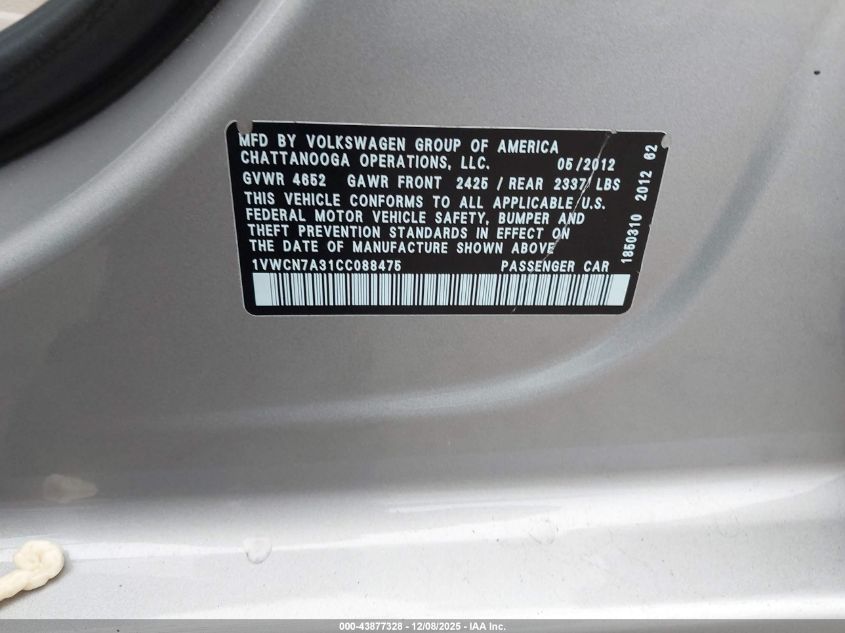 MFD BY VOLKSWAGEN GROUP OF AMERICA
CHATTANOOGA OPERATIONS, LLC. 05/2012
GVWR 4652 GAWR FRONT 2425 / REAR 2337 LBS
THIS VEHICLE CONFORMS TO ALL APPLICABLE U.S.
FEDERAL MOTOR VEHICLE SAFETY, BUMPER AND
THEFT PREVENTION STANDARDS IN EFFECT ON
THE DATE OF MANUFACTURE SHOWN ABOVE
1VWCN7A31CC088475 PASSENGER CAR
1850310 2012 62
000-43877328 - 12/08/2025 - IAA Inc.